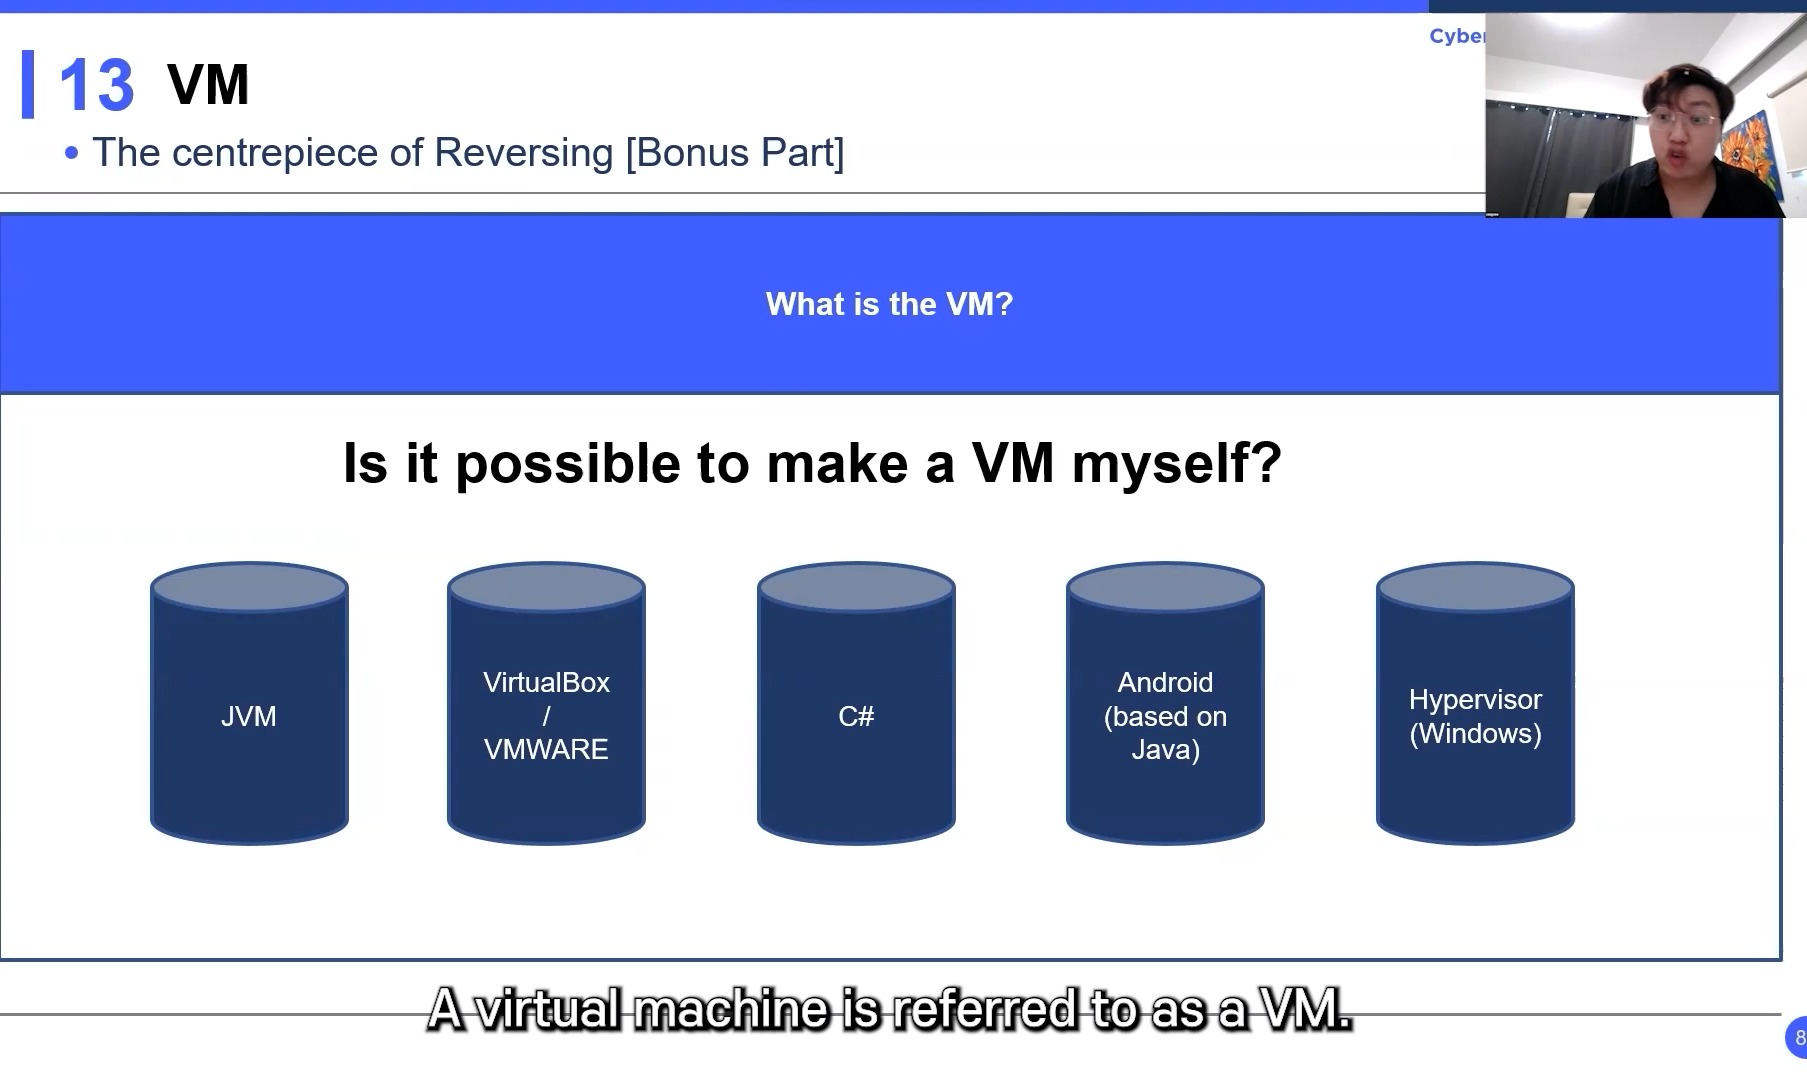 Cyber
13 VM
• The centrepiece of Reversing [Bonus Part]
What is the VM?
Is it possible to make a VM myself?
JVM
VirtualBox
/
VMWARE
C#
Android
(based on
Java)
Hypervisor
(Windows)
A virtual machine is referred to as a VM.
8